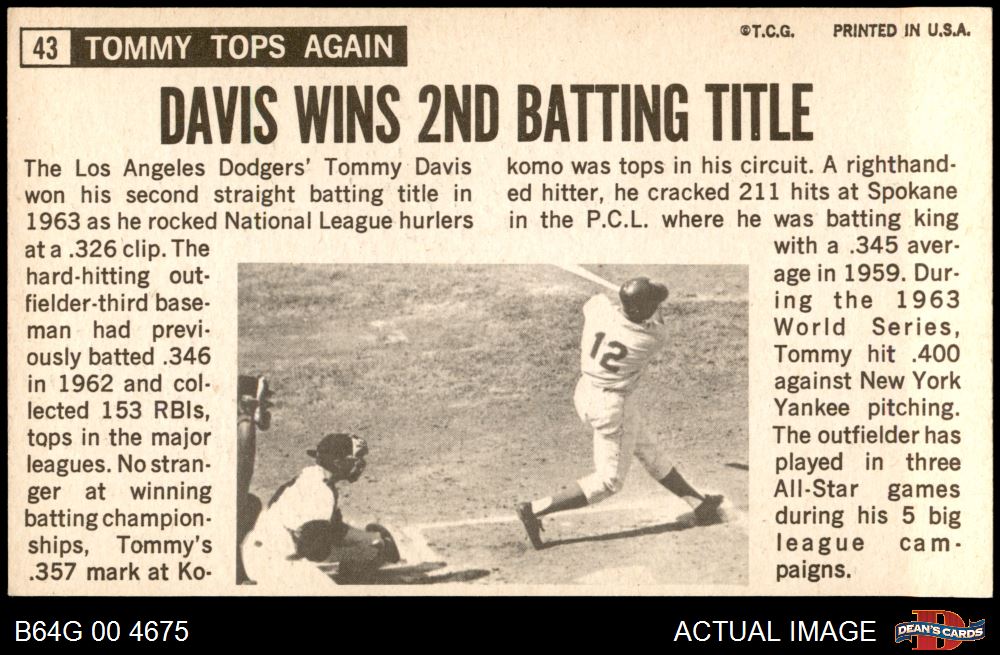 43 TOMMY TOPS AGAIN
©T.C.G. PRINTED IN U.S.A.
DAVIS WINS 2ND BATTING TITLE
The Los Angeles Dodgers' Tommy Davis
won his second straight batting title in
1963 as he rocked National League hurlers
at a .326 clip. The
hard-hitting out-
fielder-third base-
man had previ-
ously batted .346
in 1962 and col-
lected 153 RBIs,
tops in the major
leagues. No stran-
ger at winning
batting champion-
ships, Tommy's
.357 mark at Ko-
komo was tops in his circuit. A righthand-
ed hitter, he cracked 211 hits at Spokane
in the P.C.L. where he was batting king
with a .345 aver-
age in 1959. Dur-
ing the 1963
World Series,
Tommy hit .400
against New York
Yankee pitching.
The outfielder has
played in three
All-Star games
during his 5 big
league cam-
paigns.
12
B64G 00 4675
ACTUAL IMAGE
D
DEAN'S CARDS